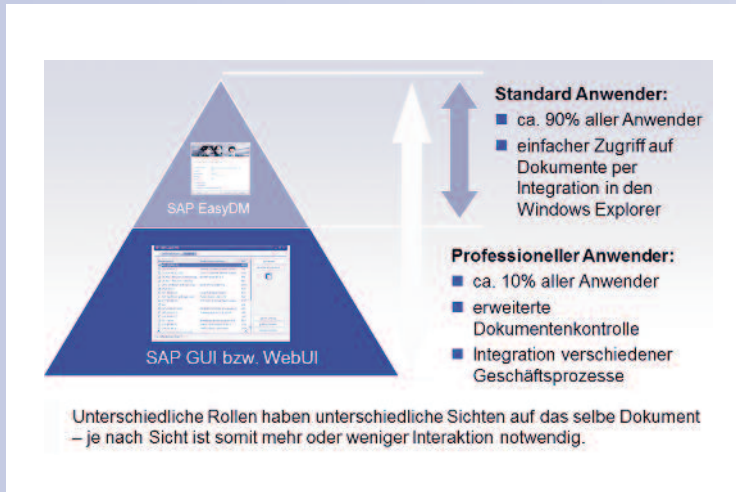 Standard Anwender:
ca. 90% aller Anwender
einfacher Zugriff auf
Dokumente per
Integration in den
Windows Explorer
SAP EasyDM
Professioneller Anwender:
ca. 10% aller Anwender
erweiterte
Dokumentenkontrolle
Integration verschiedener
Geschäftsprozesse
SAP GUI bzw. WebUI
Unterschiedliche Rollen haben unterschiedliche Sichten auf das selbe Dokument
– je nach Sicht ist somit mehr oder weniger Interaktion notwendig.